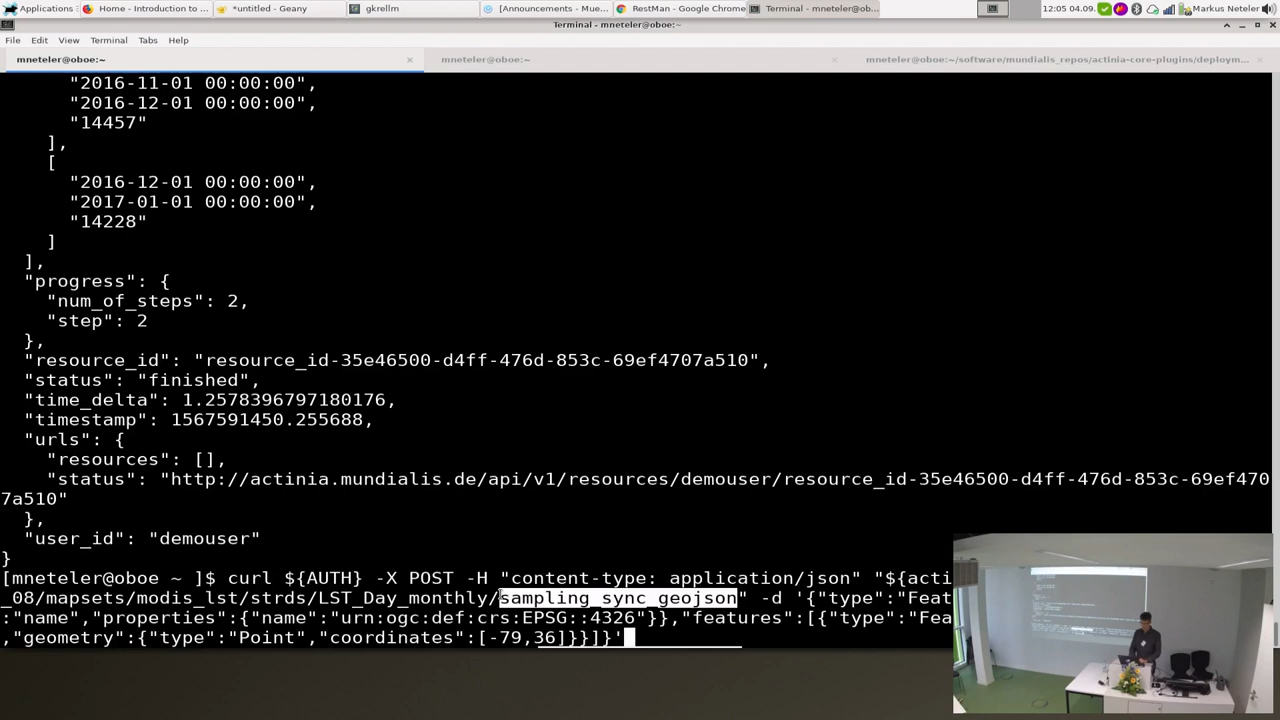 Applications
Home - Introduction to ...
*untitled - Geany
gkrellm
[Announcements - Mue...
RestMan - Google Chrome
Terminal - mneteler@ob...
12:05 04.09.
Markus Neteler
Terminal - mneteler@oboe:~
File Edit View Terminal Tabs Help
mneteler@oboe:~
mneteler@oboe:~
mneteler@oboe:~/software/mundialis_repos/actinia-core-plugins/deploym...
"2016-11-01 00:00:00",
"2016-12-01 00:00:00",
"14457"
],
[
"2016-12-01 00:00:00",
"2017-01-01 00:00:00",
"14228"
]
],
"progress": {
"num_of_steps": 2,
"step": 2
},
"resource_id": "resource_id-35e46500-d4ff-476d-853c-69ef4707a510",
"status": "finished",
"time_delta": 1.2578396797180176,
"timestamp": 1567591450.255688,
"urls": {
"resources": [],
"status": "http://actinia.mundialis.de/api/v1/resources/demouser/resource_id-35e46500-d4ff-476d-853c-69ef470
7a510"
},
"user_id": "demouser"
}
[mneteler@oboe ~ ]$ curl ${AUTH} -X POST -H "content-type: application/json" "${acti
_08/mapsets/modis_lst/strds/LST_Day_monthly/sampling_sync_geojson" -d '{"type":"Feat
:"name","properties":{"name":"urn:ogc:def:crs:EPSG::4326"}},"features":[{"type":"Fea
,"geometry":{"type":"Point","coordinates":[-79,36]}}]}'